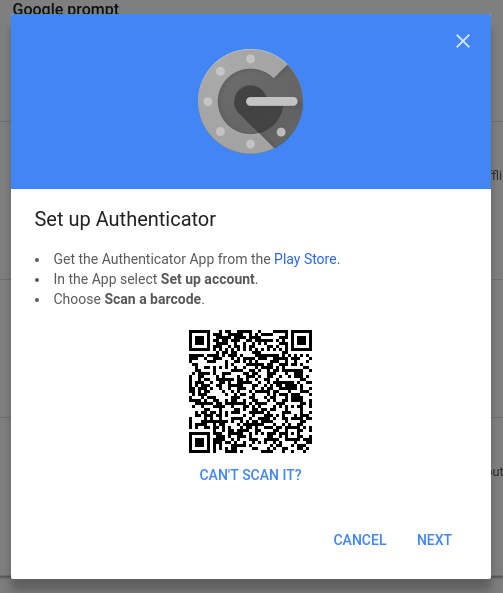 Google prompt
Set up Authenticator
Get the Authenticator App from the Play Store.
In the App select Set up account.
Choose Scan a barcode.
CAN'T SCAN IT?
CANCEL NEXT